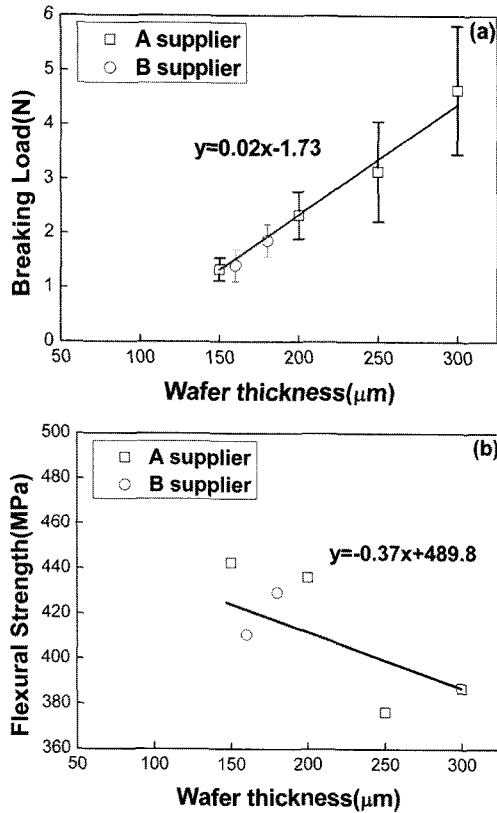 (a)
A supplier
B supplier
y=0.02x-1.73
Breaking Load(N)
6
5
4
3
2
1
0
50 100 150 200 250 300
Wafer thickness(μm)
(b)
A supplier
B supplier
y=-0.37x+489.8
Flexural Strength(MPa)
500
480
460
440
420
400
380
360
50 100 150 200 250 300
Wafer thickness(μm)